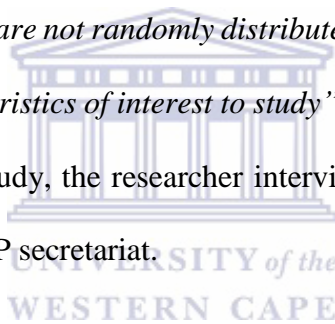 are not randomly distribute
ristics of interest to study"
udy, the researcher intervi
P secretariat.
UNIVERSITY of the
WESTERN CAPE